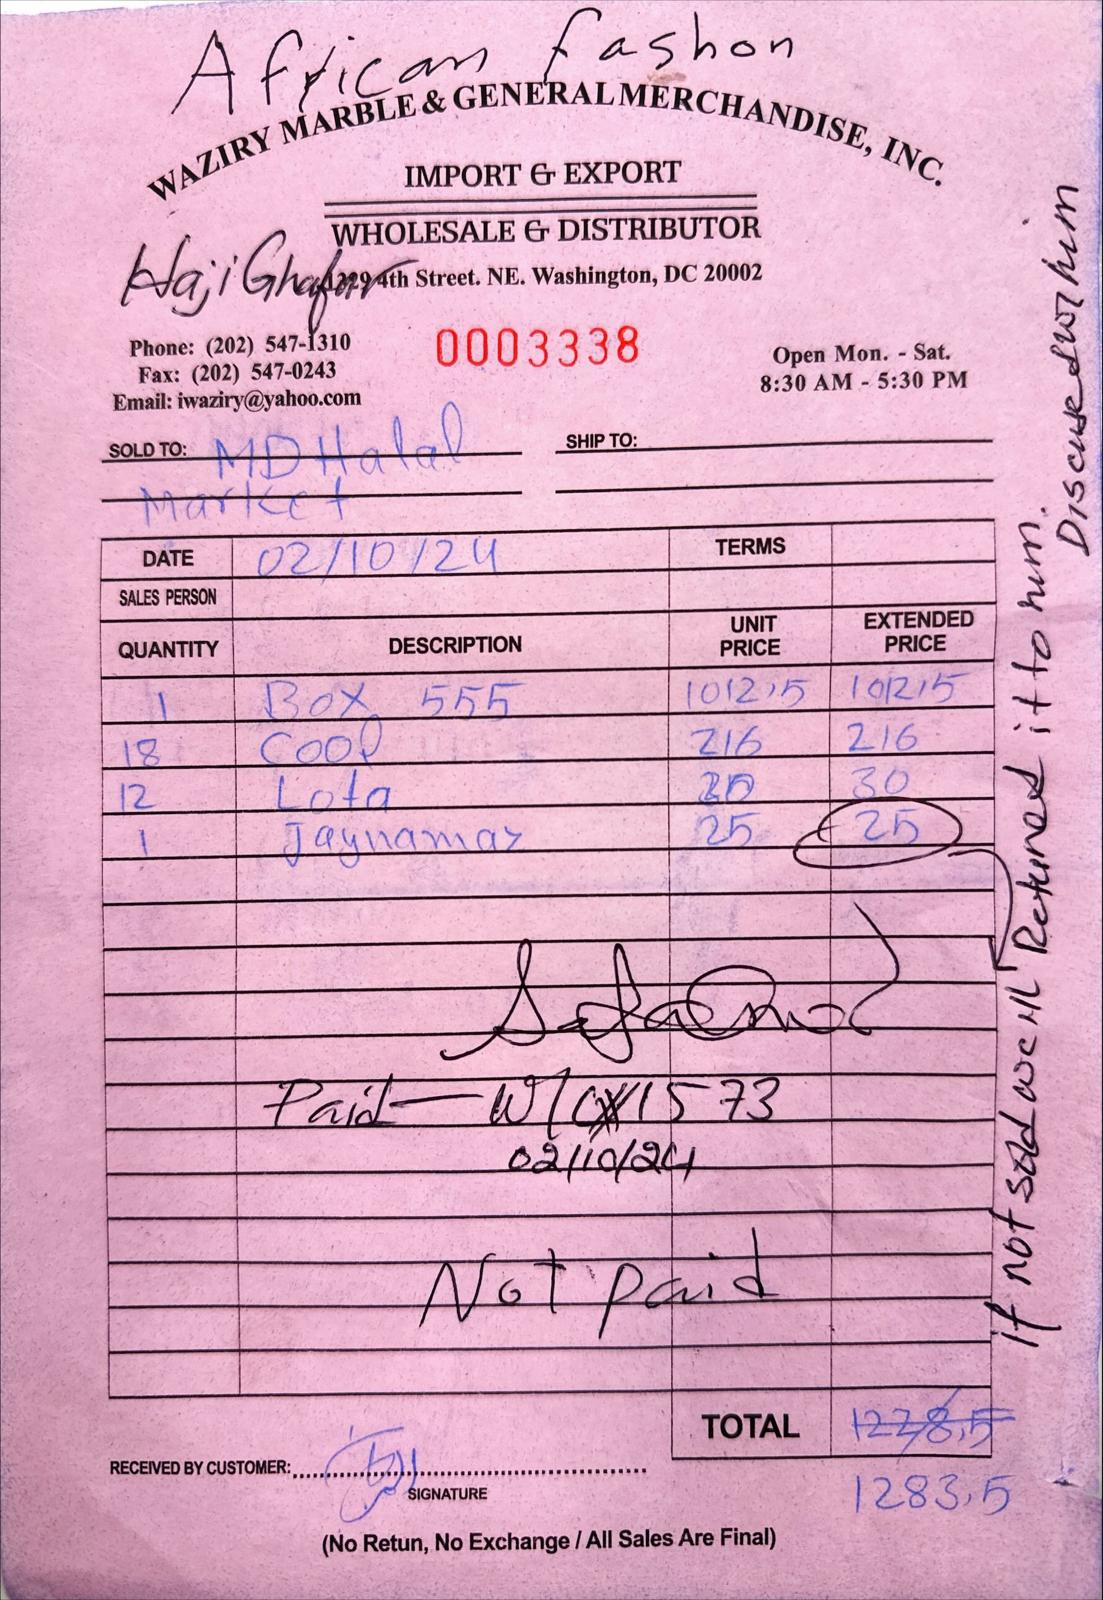 African fashon
WAZIRY MARBLE & GENERAL MERCHANDISE, INC.
IMPORT & EXPORT
WHOLESALE & DISTRIBUTOR
Haji Ghafar
1329 4th Street. NE. Washington, DC 20002
Phone: (202) 547-1310
Fax: (202) 547-0243
Email: iwaziry@yahoo.com
0003338
Open Mon. - Sat.
8:30 AM - 5:30 PM
SOLD TO: MD Halal
Market
SHIP TO:
DATE 02/10/24 TERMS
SALES PERSON
QUANTITY DESCRIPTION UNIT PRICE EXTENDED PRICE
1 Box 555 1012,5 1012,5
18 Cool 216 216
12 Lota 30 30
1 Jaynamaz 25 25
Paid — W/CX 1573
02/10/24
Not paid
TOTAL 1278,5
1283,5
RECEIVED BY CUSTOMER:
SIGNATURE
(No Retun, No Exchange / All Sales Are Final)
if not sold we'll Returned it to him.
Discused w/ him